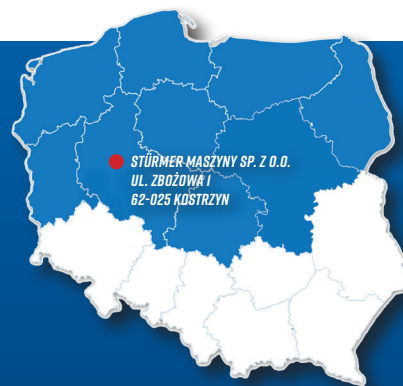 STÜRMER MASZYNY SP. Z O.O.
UL. ZBOŻOWA 1
62-025 KOSTRZYN